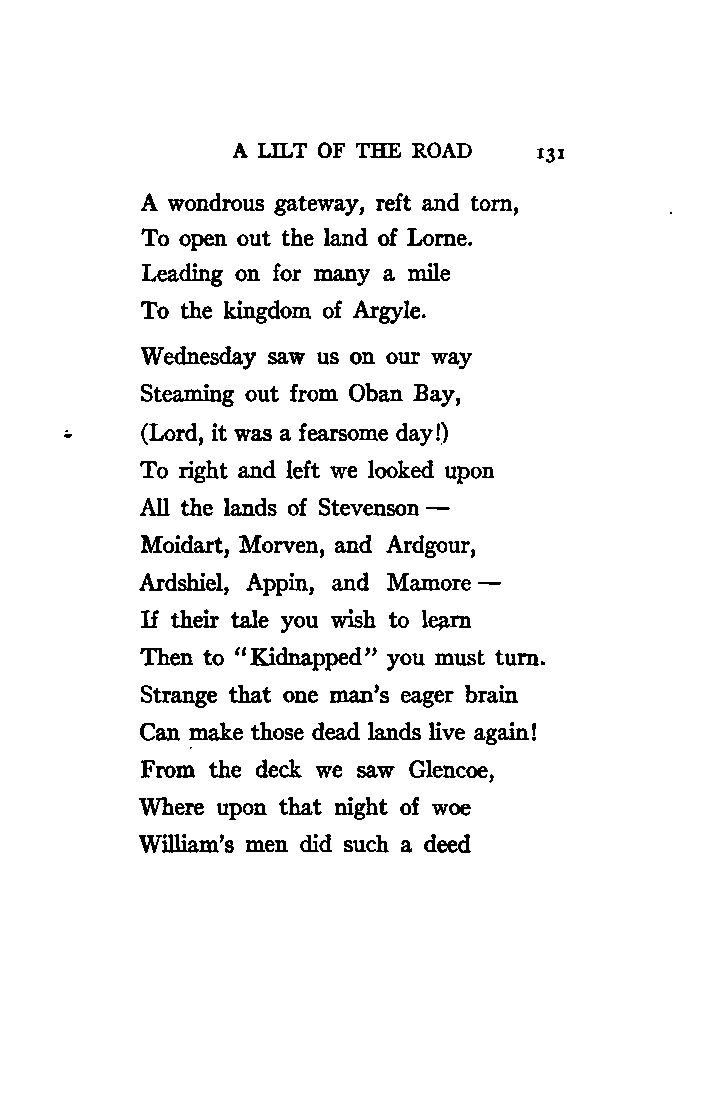 A LILT OF THE ROAD 131
A wondrous gateway, reft and torn,
To open out the land of Lorne.
Leading on for many a mile
To the kingdom of Argyle.
Wednesday saw us on our way
Steaming out from Oban Bay,
(Lord, it was a fearsome day!)
To right and left we looked upon
All the lands of Stevenson —
Moidart, Morven, and Ardgour,
Ardshiel, Appin, and Mamore —
If their tale you wish to learn
Then to "Kidnapped" you must turn.
Strange that one man's eager brain
Can make those dead lands live again!
From the deck we saw Glencoe,
Where upon that night of woe
William's men did such a deed